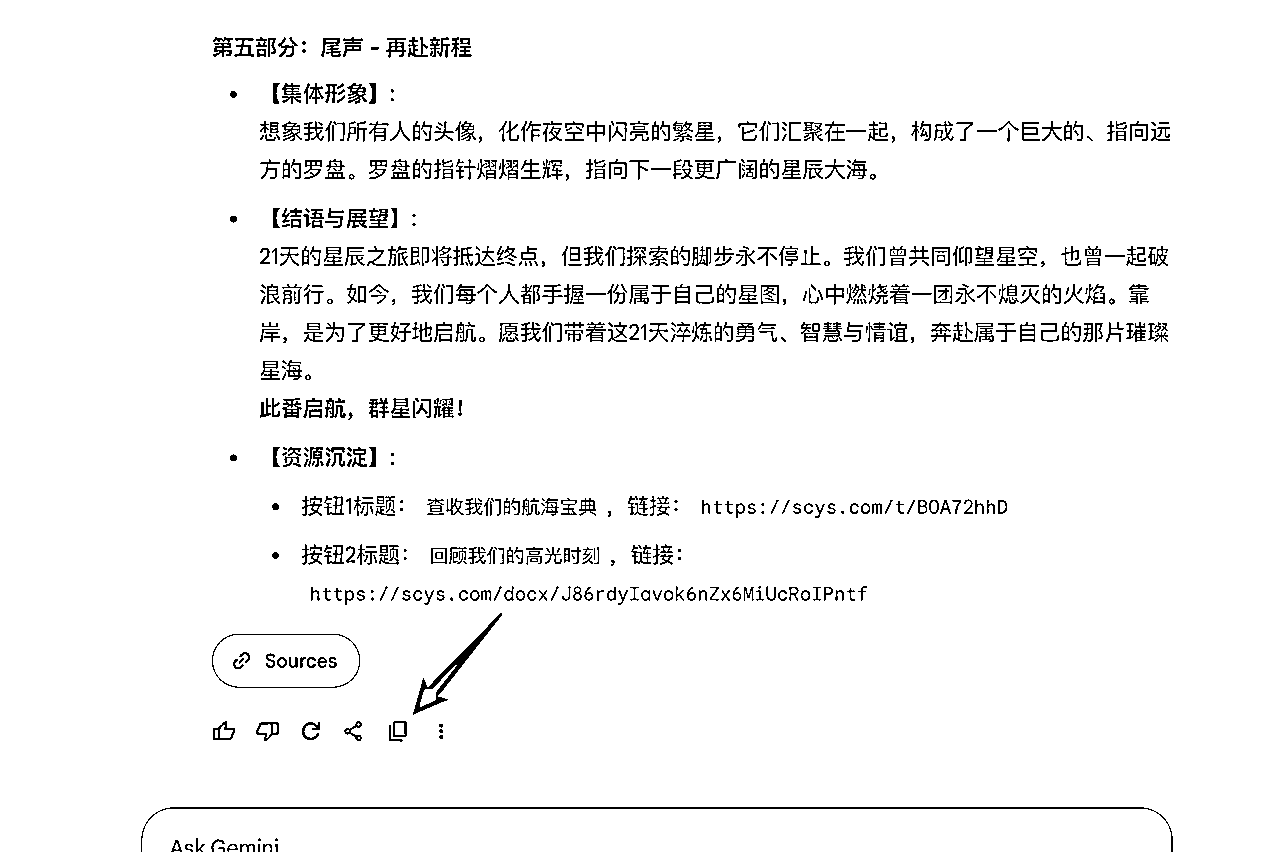 第五部分：尾声 - 再赴新程
【集体形象】:
想象我们所有人的头像，化作夜空中闪亮的繁星，它们汇聚在一起，构成了一个巨大的、指向远
方的罗盘。罗盘的指针熠熠生辉，指向下一段更广阔的星辰大海。
【结语与展望】:
21天的星辰之旅即将抵达终点，但我们探索的脚步永不停止。我们曾共同仰望星空，也曾一起破
浪前行。如今，我们每个人都手握一份属于自己的星图，心中燃烧着一团永不熄灭的火焰。靠
岸，是为了更好地启航。愿我们带着这21天淬炼的勇气、智慧与情谊，奔赴属于自己的那片璀璨
星海。
此番启航，群星闪耀！
【资源沉淀】:
按钮1标题： 查收我们的航海宝典 ，链接： https://scys.com/t/BOA72hhD
按钮2标题： 回顾我们的高光时刻 ，链接：
https://scys.com/docx/J86rdyIavok6nZx6MiUcRoIPntf
Sources
Ask Gemini